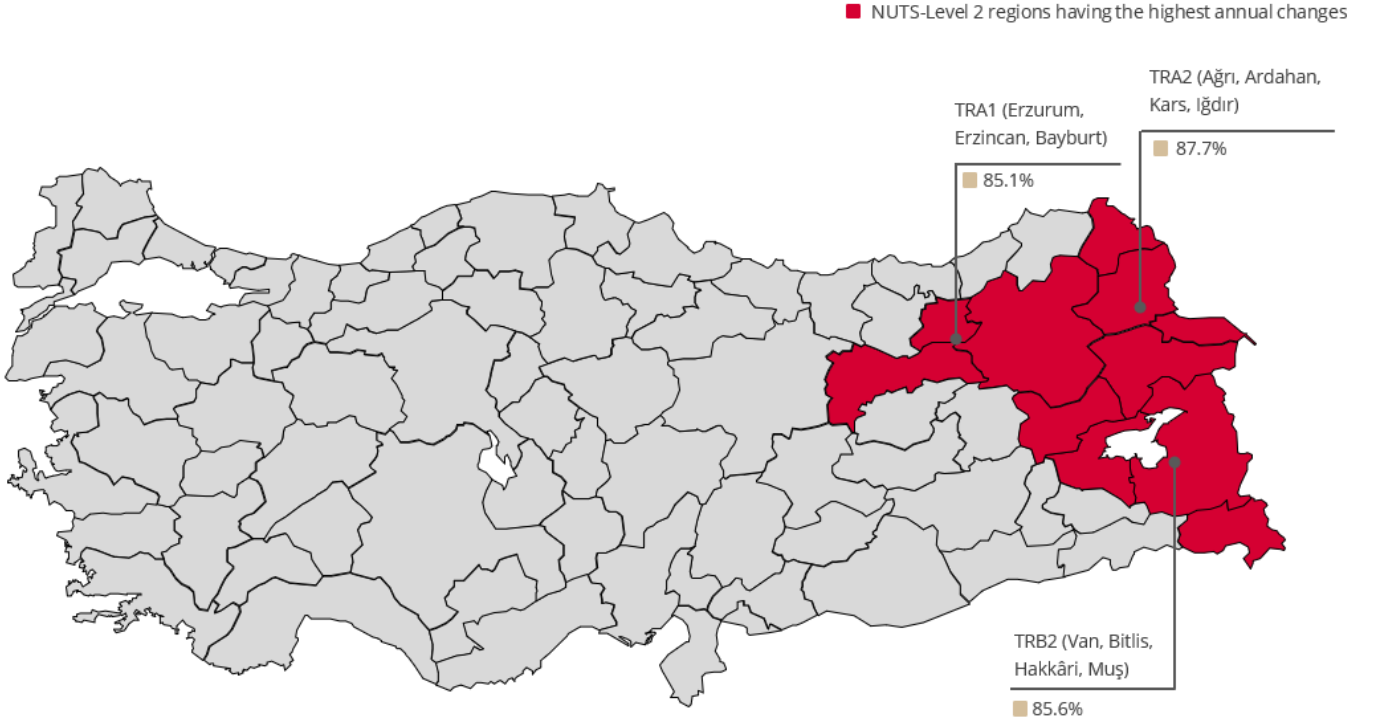 NUTS-Level 2 regions having the highest annual changes
TRA2 (Ağrı, Ardahan,
Kars, Iğdır)
87.7%
TRA1 (Erzurum,
Erzincan, Bayburt)
85.1%
TRB2 (Van, Bitlis,
Hakkâri, Muş)
85.6%